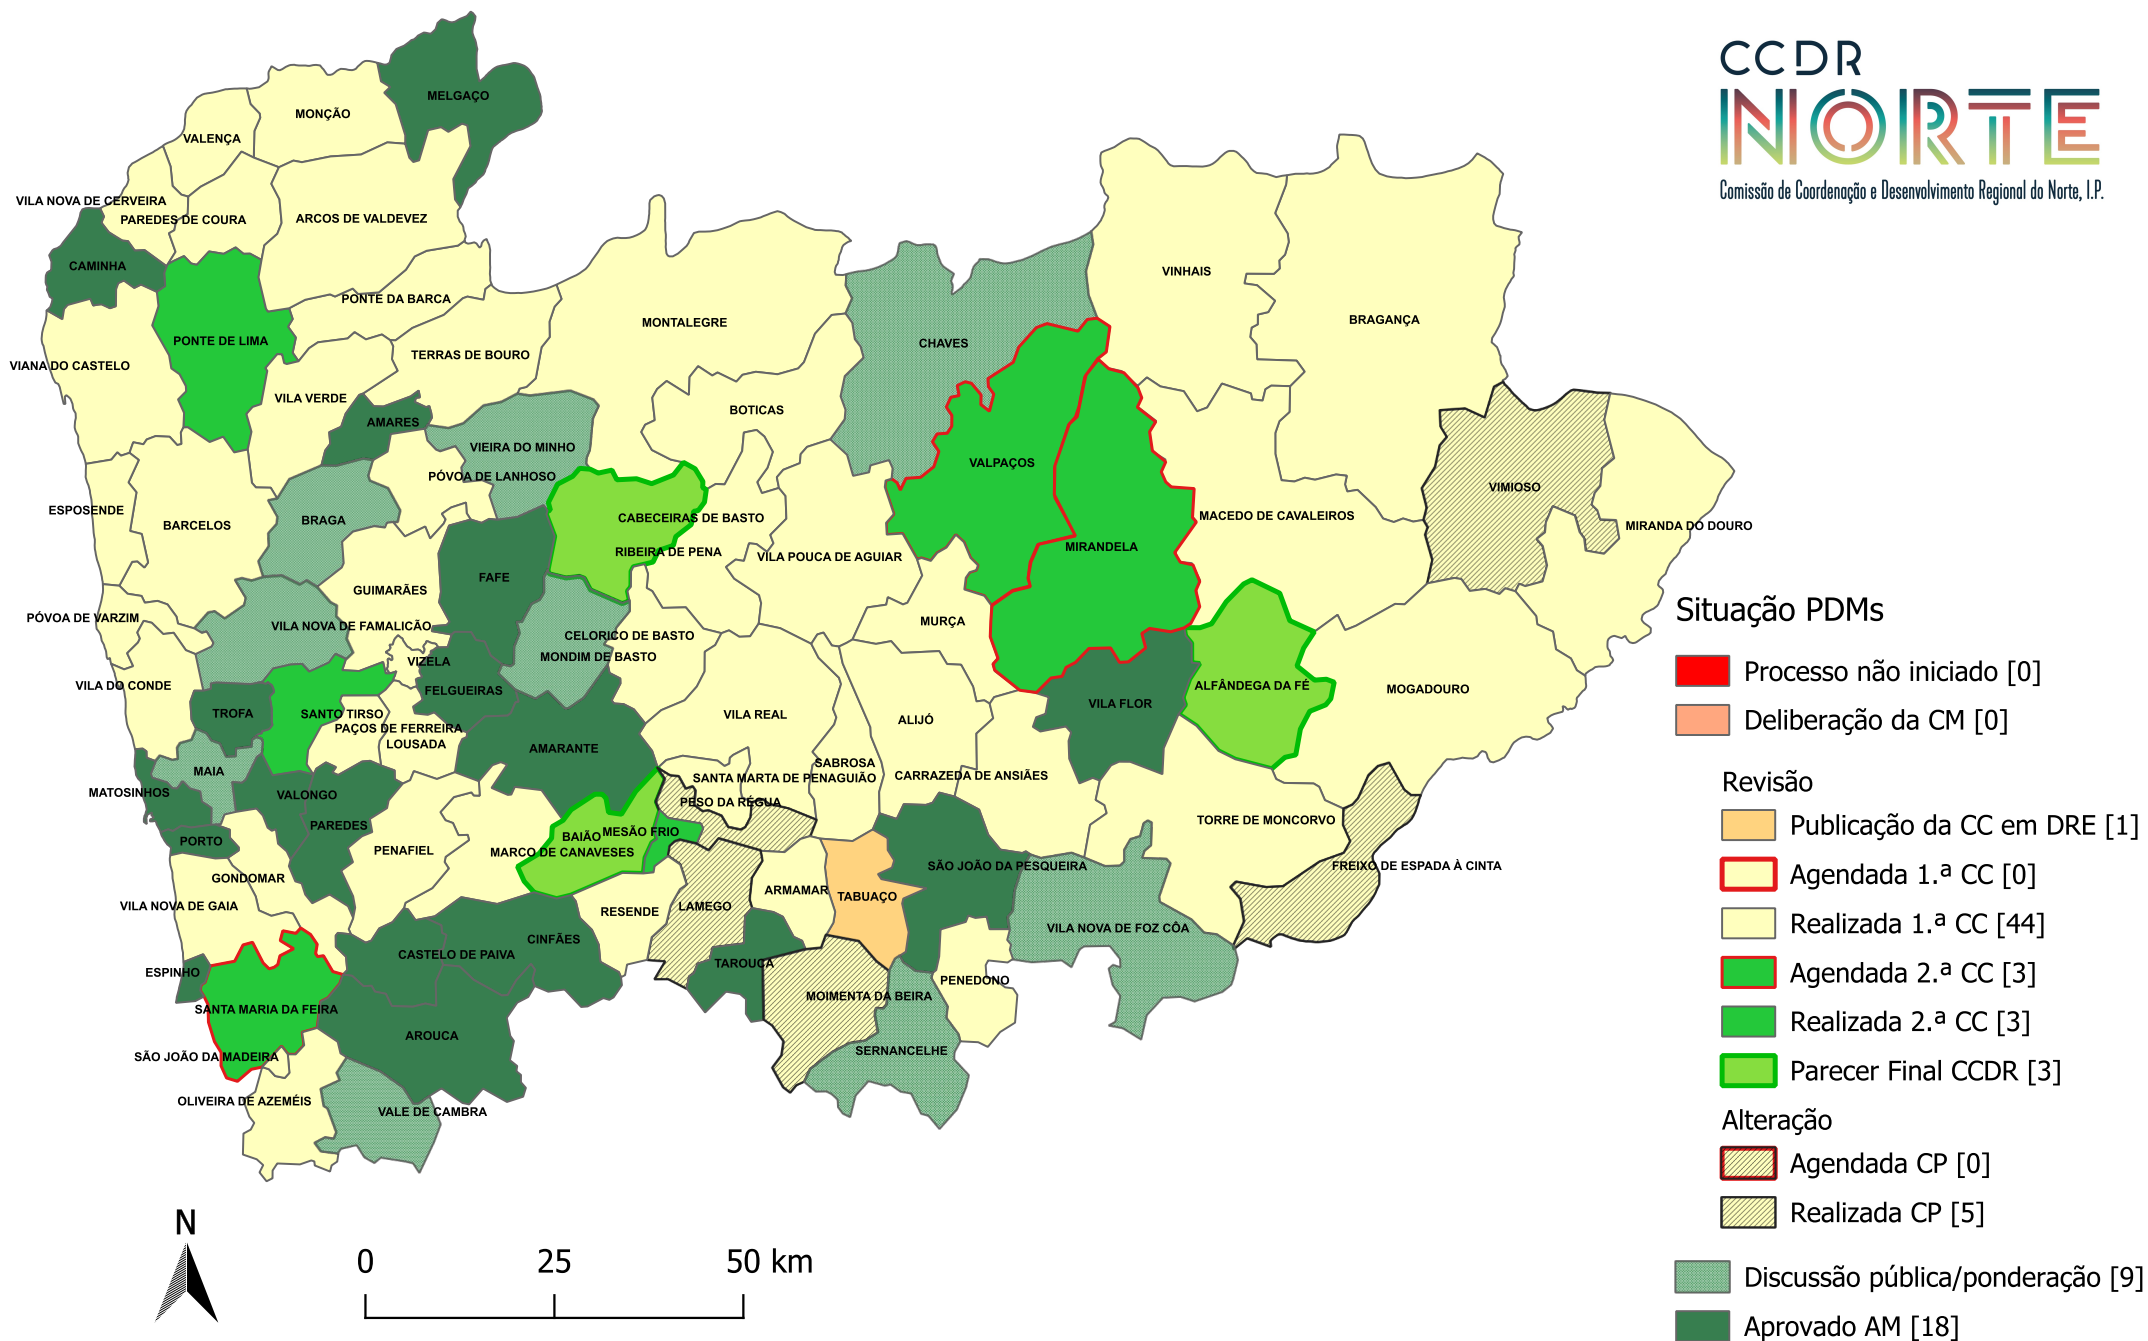 CCDR
NORTE
Comissão de Coordenação e Desenvolvimento Regional do Norte, I.P.
MELGAÇO
MONÇÃO
VALENÇA
VILA NOVA DE CERVEIRA
PAREDES DE COURA
ARCOS DE VALDEVEZ
CAMINHA
VINHAIS
PONTE DA BARCA
BRAGANÇA
MONTALEGRE
PONTE DE LIMA
CHAVES
TERRAS DE BOURO
VIANA DO CASTELO
VILA VERDE
BOTICAS
AMARES
VIEIRA DO MINHO
VALPAÇOS
PÓVOA DE LANHOSO
VIMIOSO
ESPOSENDE
MACEDO DE CAVALEIROS
CABECEIRAS DE BASTO
BRAGA
BARCELOS
MIRANDA DO DOURO
MIRANDELA
RIBEIRA DE PENA
VILA POUCA DE AGUIAR
FAFE
GUIMARÃES
PÓVOA DE VARZIM
MURÇA
VILA NOVA DE FAMALICÃO
CELORICO DE BASTO
MONDIM DE BASTO
VIZELA
VILA DO CONDE
ALFÂNDEGA DA FÉ
MOGADOURO
FELGUEIRAS
VILA FLOR
TROFA
SANTO TIRSO
VILA REAL
ALIJÓ
PAÇOS DE FERREIRA
LOUSADA
AMARANTE
SABROSA
MAIA
SANTA MARTA DE PENAGUIÃO
CARRAZEDA DE ANSIÃES
MATOSINHOS
VALONGO
PESO DA RÉGUA
TORRE DE MONCORVO
PAREDES
MESÃO FRIO
BAIÃO
PORTO
PENAFIEL
MARCO DE CANAVESES
SÃO JOÃO DA PESQUEIRA
FREIXO DE ESPADA À CINTA
GONDOMAR
ARMAMAR
TABUAÇO
VILA NOVA DE GAIA
LAMEGO
RESENDE
VILA NOVA DE FOZ CÔA
CINFÃES
CASTELO DE PAIVA
TAROUCA
ESPINHO
PENEDONO
MOIMENTA DA BEIRA
SANTA MARIA DA FEIRA
AROUCA
SERNANCELHE
SÃO JOÃO DA MADEIRA
OLIVEIRA DE AZEMÉIS
VALE DE CAMBRA
Situação PDMs
Processo não iniciado [0]
Deliberação da CM [0]
Revisão
Publicação da CC em DRE [1]
Agendada 1.ª CC [0]
Realizada 1.ª CC [44]
Agendada 2.ª CC [3]
Realizada 2.ª CC [3]
Parecer Final CCDR [3]
Alteração
Agendada CP [0]
Realizada CP [5]
Discussão pública/ponderação [9]
Aprovado AM [18]
N
0 25 50 km